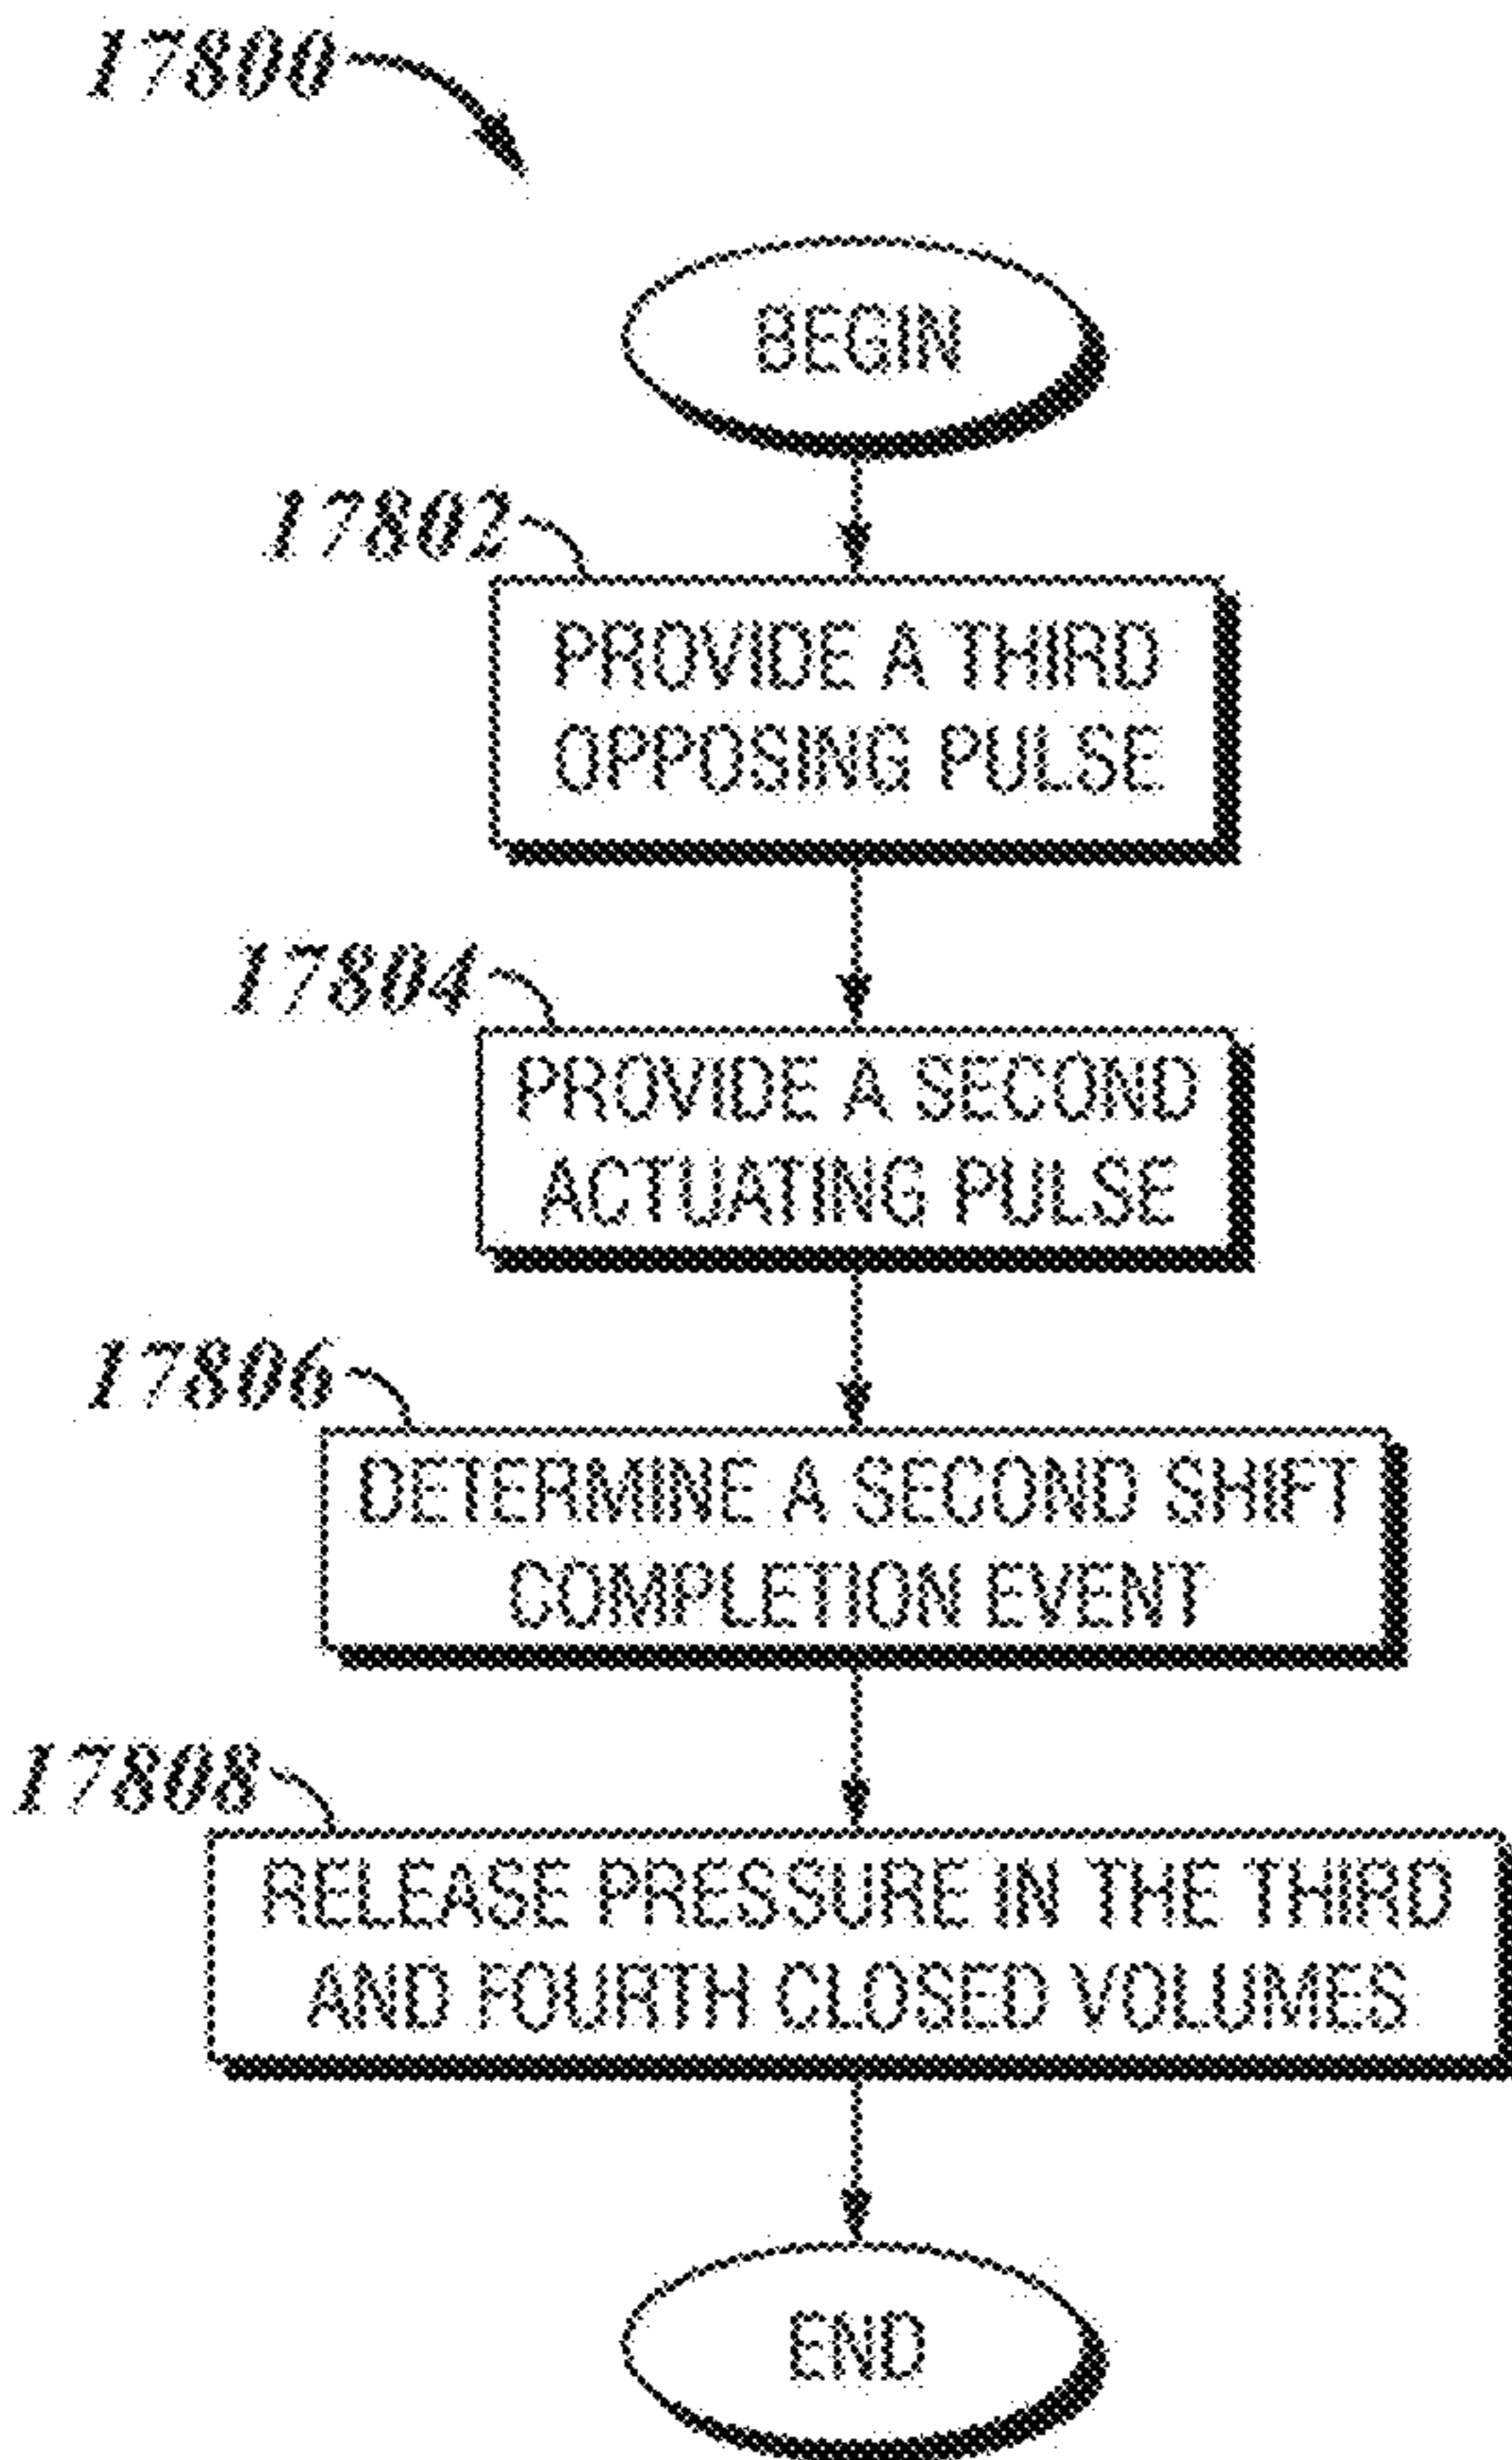 17800
BEGIN
17802
PROVIDE A THIRD
OPPOSING PULSE
17804
PROVIDE A SECOND
ACTUATING PULSE
17806
DETERMINE A SECOND SHIFT
COMPLETION EVENT
17808
RELEASE PRESSURE IN THE THIRD
AND FOURTH CLOSED VOLUMES
END